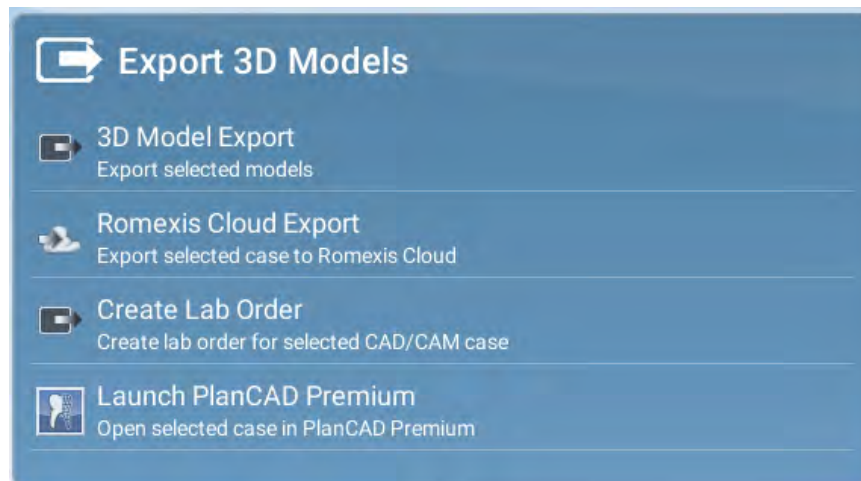 Export 3D Models
3D Model Export
Export selected models
Romexis Cloud Export
Export selected case to Romexis Cloud
Create Lab Order
Create lab order for selected CAD/CAM case
Launch PlanCAD Premium
Open selected case in PlanCAD Premium